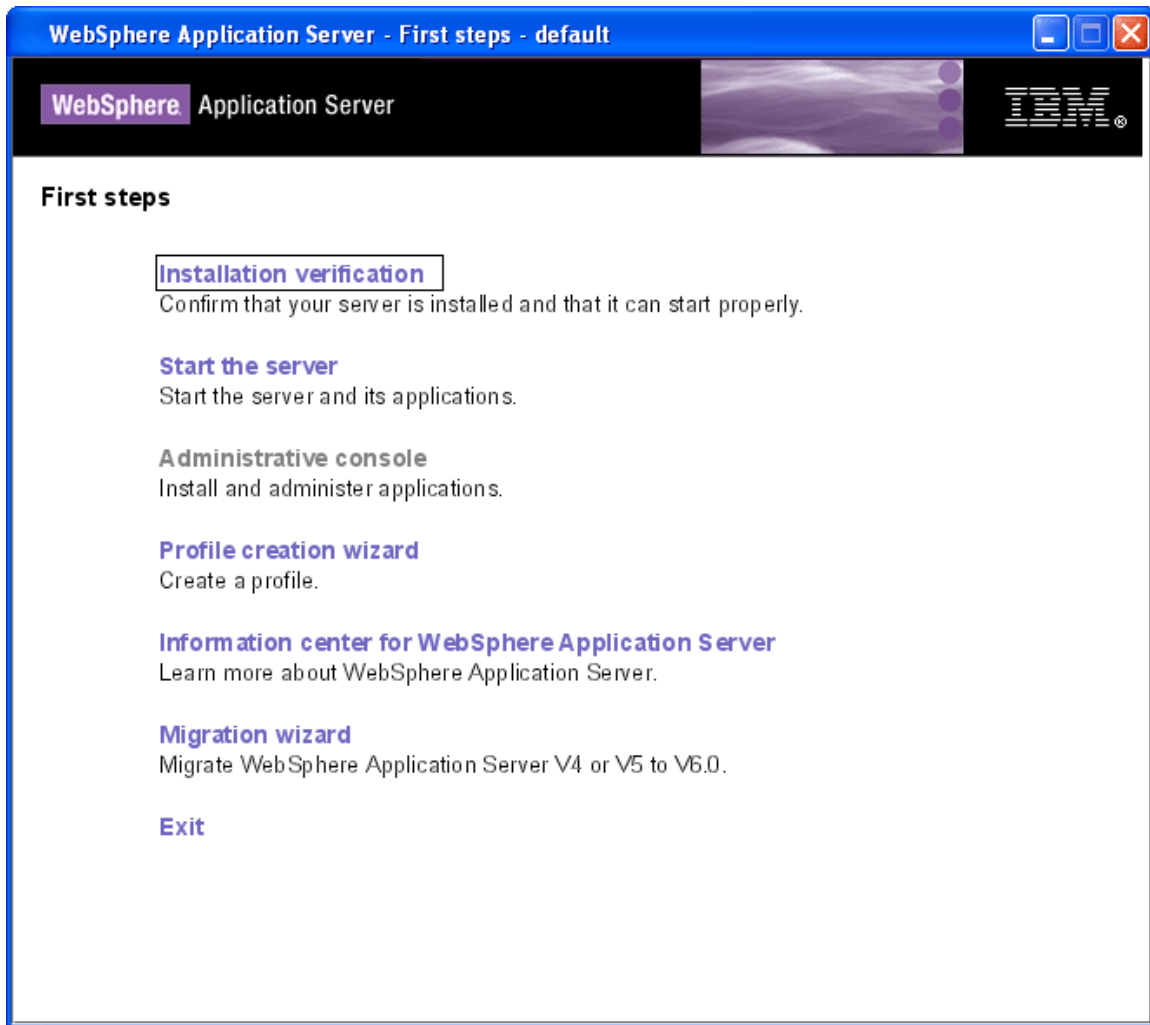 WebSphere Application Server - First steps - default
WebSphere. Application Server
IBM®
First steps
Installation verification
Confirm that your server is installed and that it can start properly.
Start the server
Start the server and its applications.
Administrative console
Install and administer applications.
Profile creation wizard
Create a profile.
Information center for WebSphere Application Server
Learn more about WebSphere Application Server.
Migration wizard
Migrate WebSphere Application Server V4 or V5 to V6.0.
Exit